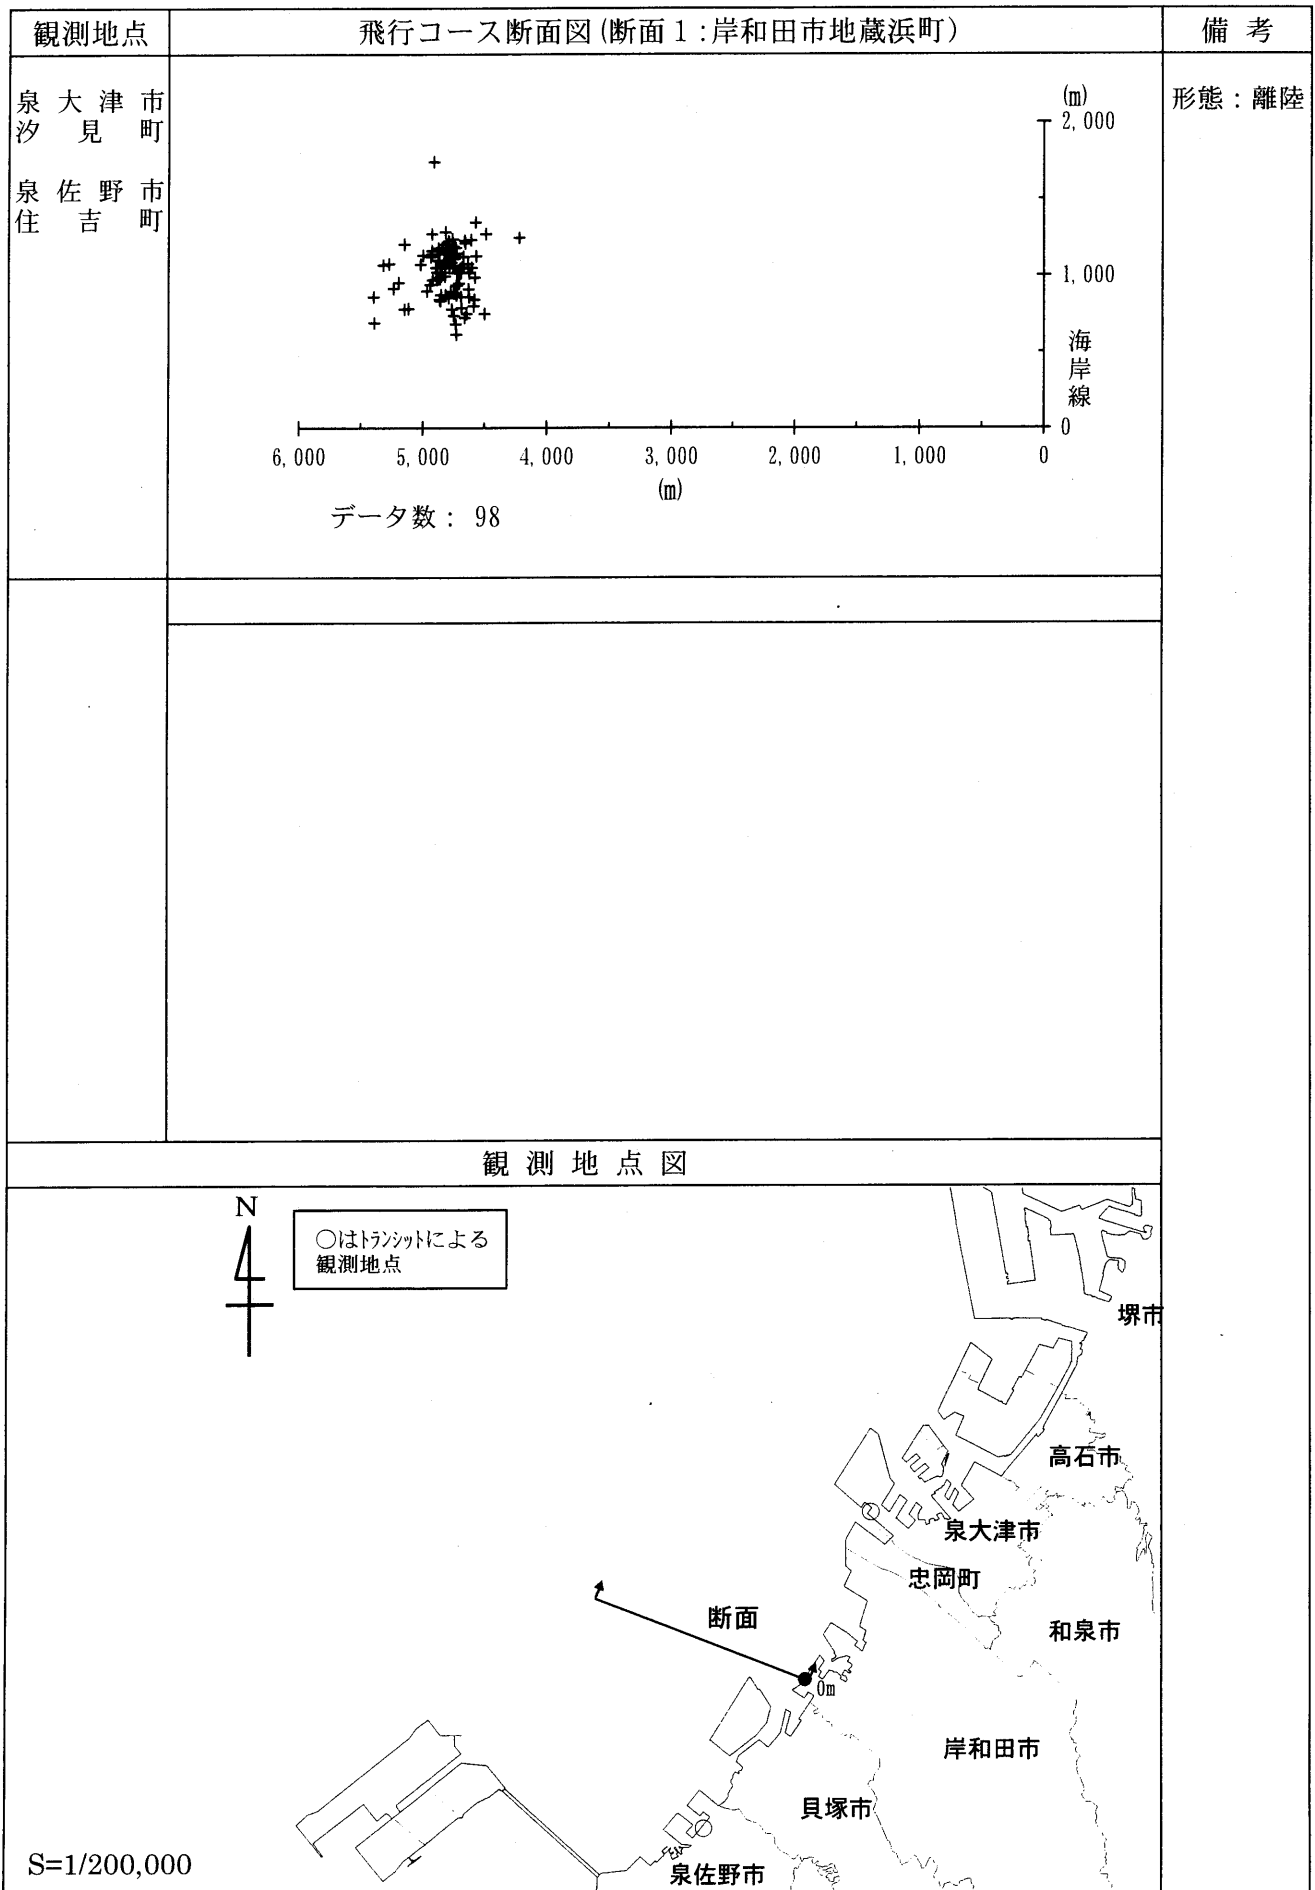 観測地点
飛行コース断面図(断面1:岸和田市地蔵浜町)
備考
泉大津市
汐見町
泉佐野市
住吉町
形態：離陸
(m)
2,000
1,000
0
海岸線
6,000 5,000 4,000 3,000 2,000 1,000 0
(m)
データ数： 98
観測地点図
N
○はトランシットによる
観測地点
堺市
高石市
泉大津市
忠岡町
断面
和泉市
0m
岸和田市
貝塚市
S=1/200,000
泉佐野市